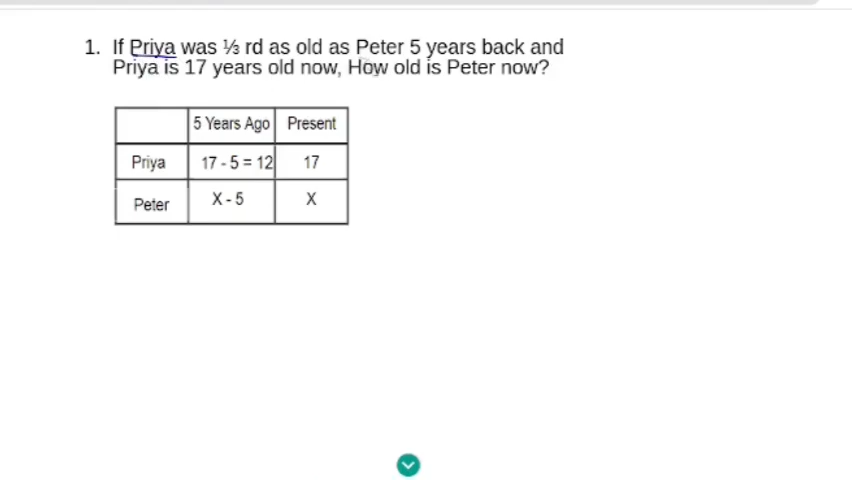 1. If Priya was ⅓ rd as old as Peter 5 years back and
Priya is 17 years old now, How old is Peter now?
5 Years Ago Present
Priya 17 - 5 = 12 17
Peter X - 5 X